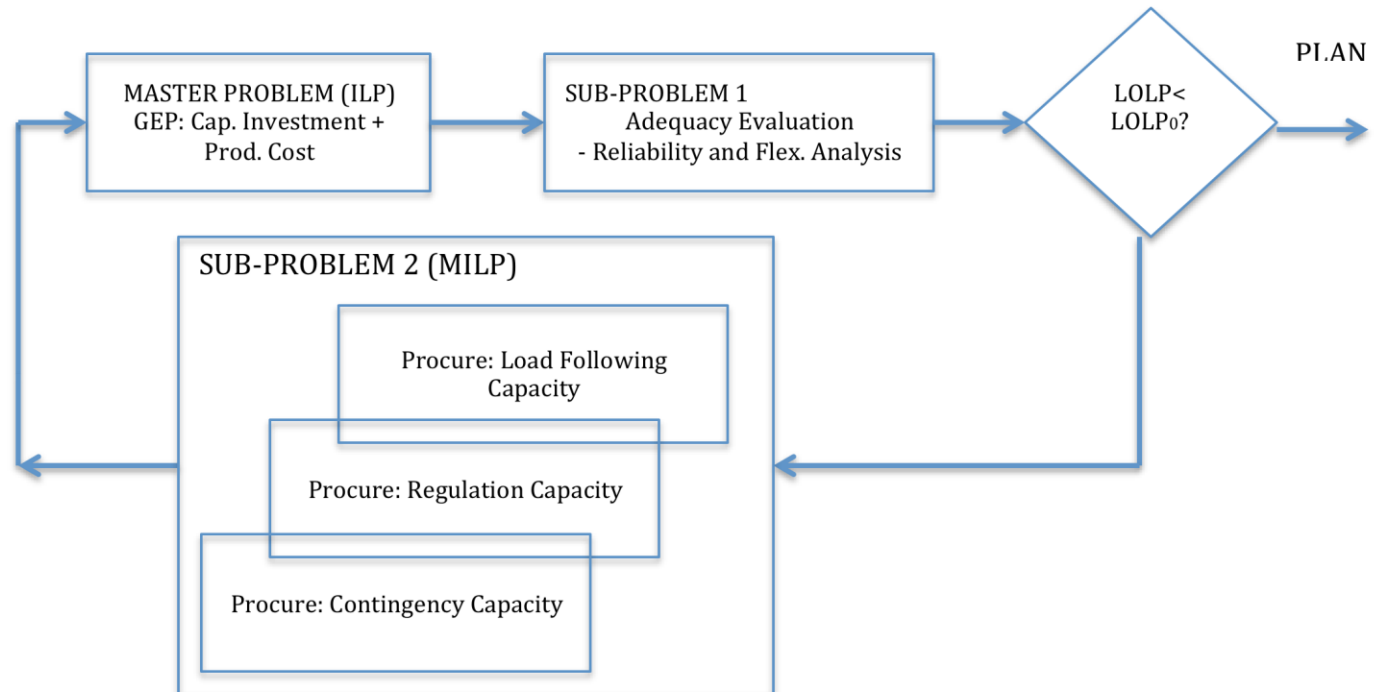 MASTER PROBLEM (ILP)
GEP: Cap. Investment +
Prod. Cost
SUB-PROBLEM 1
Adequacy Evaluation
- Reliability and Flex. Analysis
LOLP<
LOLP₀?
PLAN
SUB-PROBLEM 2 (MILP)
Procure: Load Following
Capacity
Procure: Regulation Capacity
Procure: Contingency Capacity